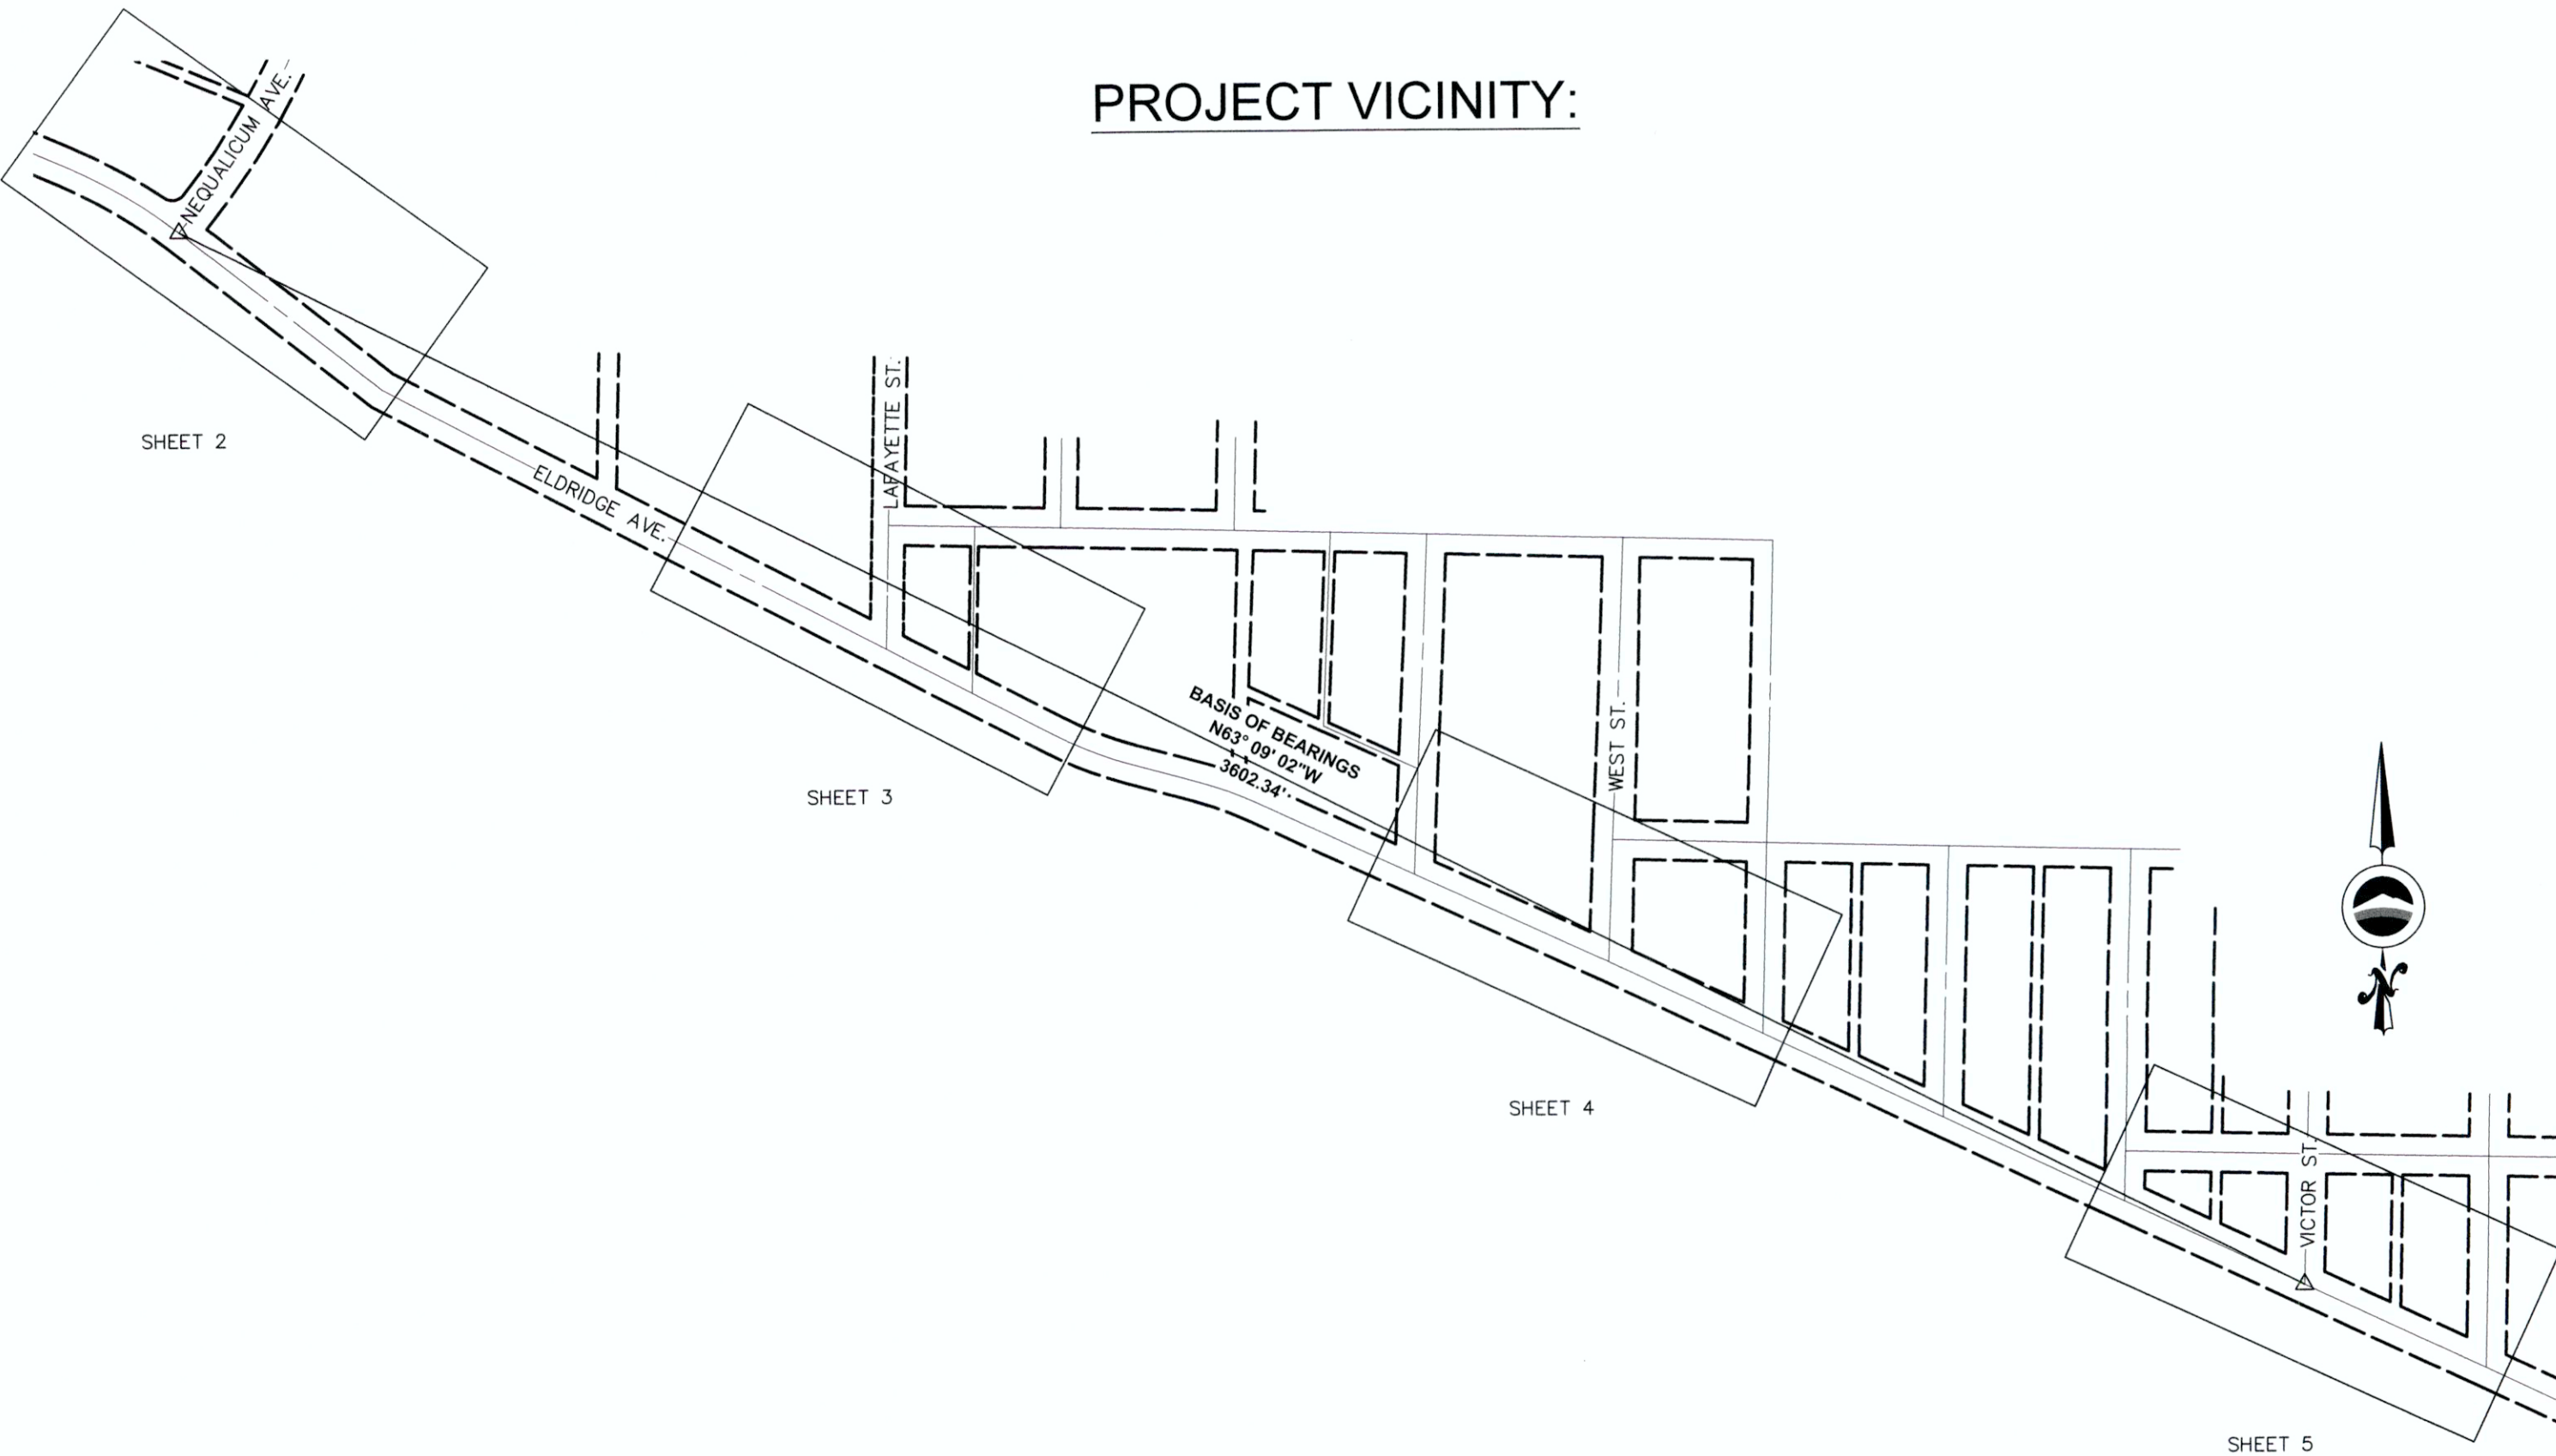 PROJECT VICINITY:
NEQUALICUM AVE.
SHEET 2
ELDRIDGE AVE.
LAFAYETTE ST.
SHEET 3
BASIS OF BEARINGS
N63° 09' 02"W
3602.34'
WEST ST.
SHEET 4
N
VICTOR ST.
SHEET 5